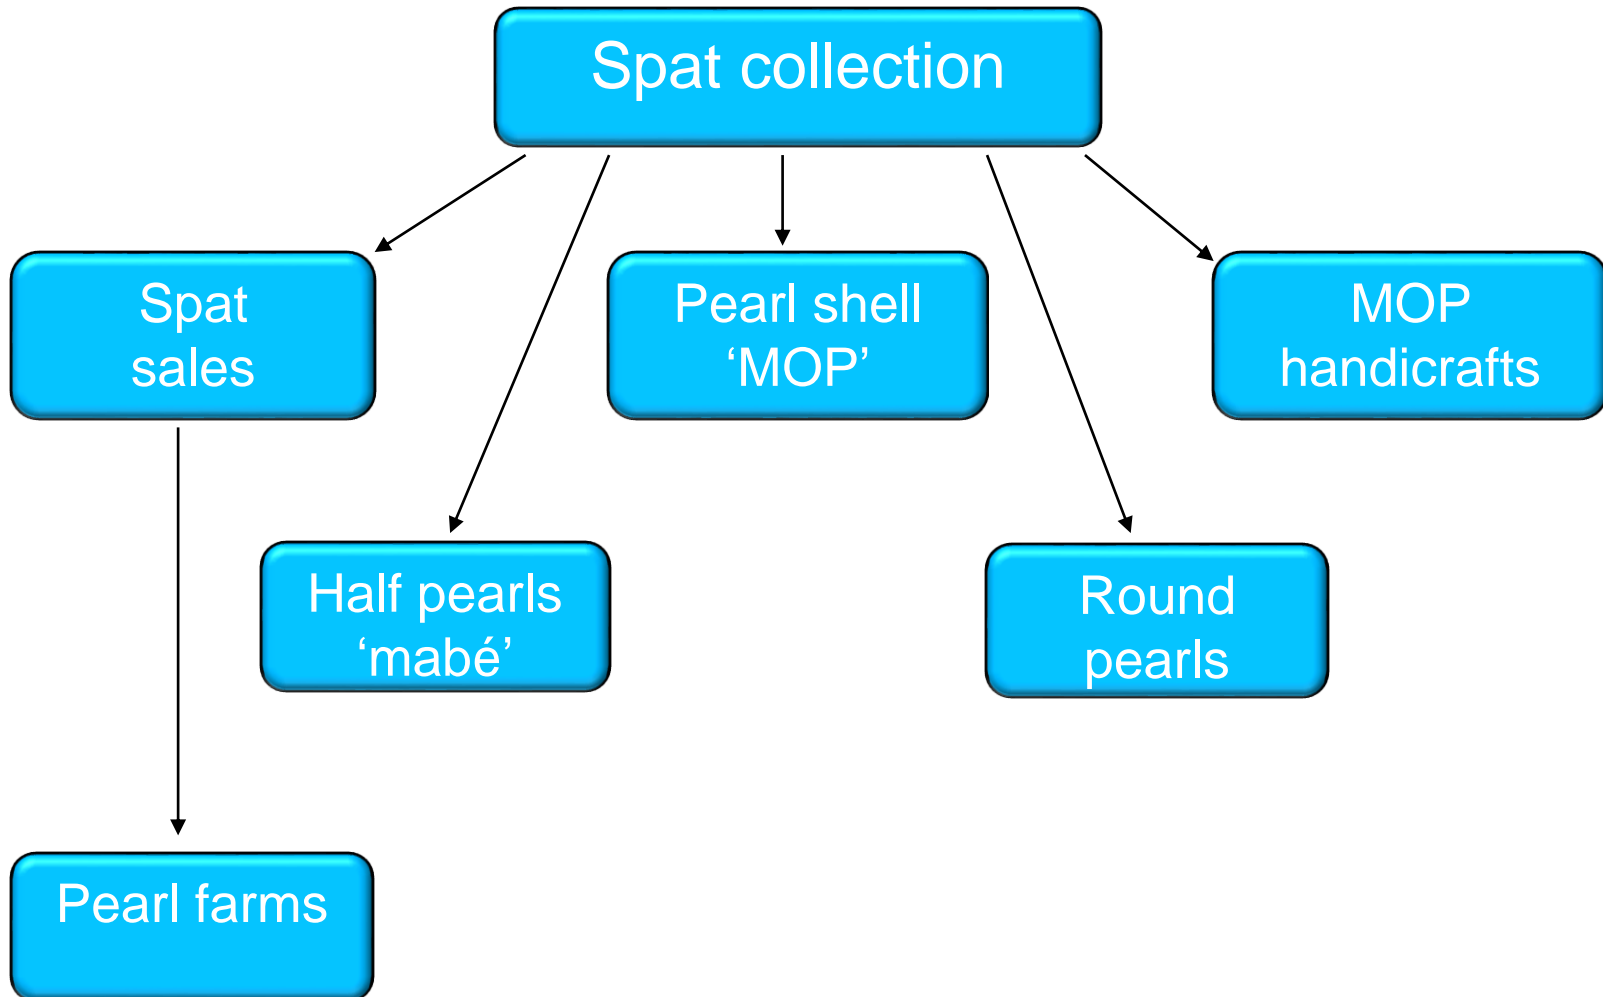 Spat collection
Spat
sales
Pearl shell
‘MOP’
MOP
handicrafts
Half pearls
‘mabé’
Round
pearls
Pearl farms